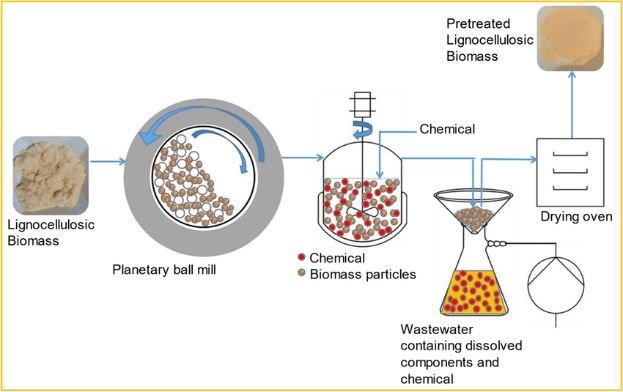 Pretreated
Lignocellulosic
Biomass
Chemical
Lignocellulosic
Biomass
Planetary ball mill
Chemical
Biomass particles
Drying oven
Wastewater
containing dissolved
components and
chemical